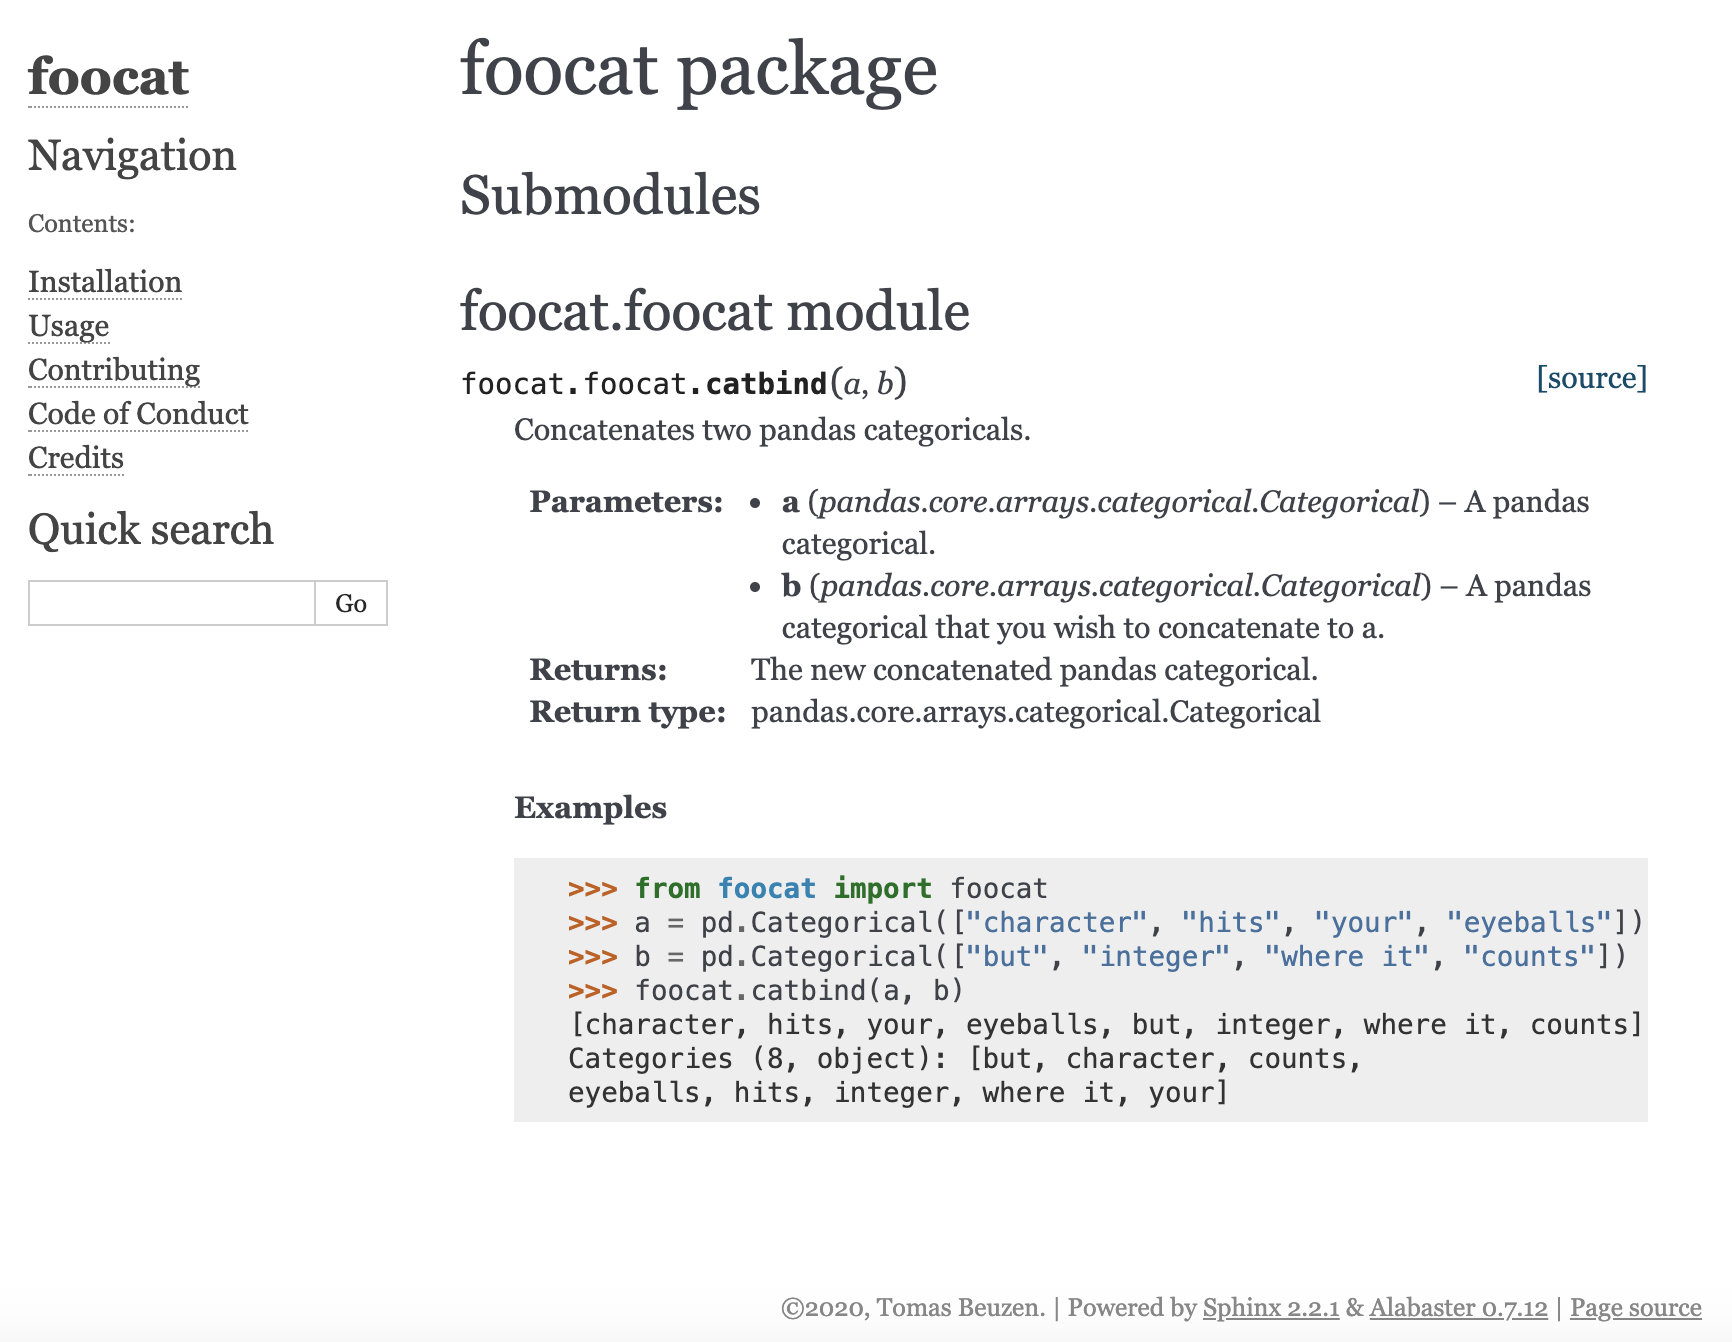 foocat
Navigation
Contents:
Installation
Usage
Contributing
Code of Conduct
Credits
Quick search
Go
foocat package
Submodules
foocat.foocat module
foocat.foocat.catbind(a, b)
[source]
Concatenates two pandas categoricals.
Parameters:
• a (pandas.core.arrays.categorical.Categorical) – A pandas
categorical.
• b (pandas.core.arrays.categorical.Categorical) – A pandas
categorical that you wish to concatenate to a.
Returns: The new concatenated pandas categorical.
Return type: pandas.core.arrays.categorical.Categorical
Examples
>>> from foocat import foocat
>>> a = pd.Categorical(["character", "hits", "your", "eyeballs"])
>>> b = pd.Categorical(["but", "integer", "where it", "counts"])
>>> foocat.catbind(a, b)
[character, hits, your, eyeballs, but, integer, where it, counts]
Categories (8, object): [but, character, counts,
eyeballs, hits, integer, where it, your]
©2020, Tomas Beuzen. | Powered by Sphinx 2.2.1 & Alabaster 0.7.12 | Page source